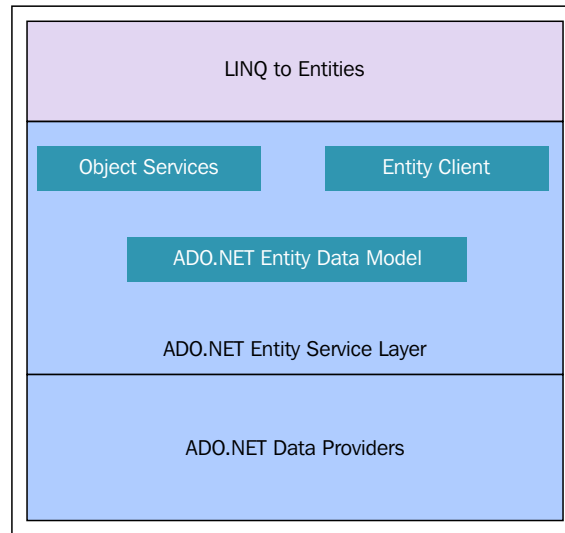 LINQ to Entities
Object Services
Entity Client
ADO.NET Entity Data Model
ADO.NET Entity Service Layer
ADO.NET Data Providers